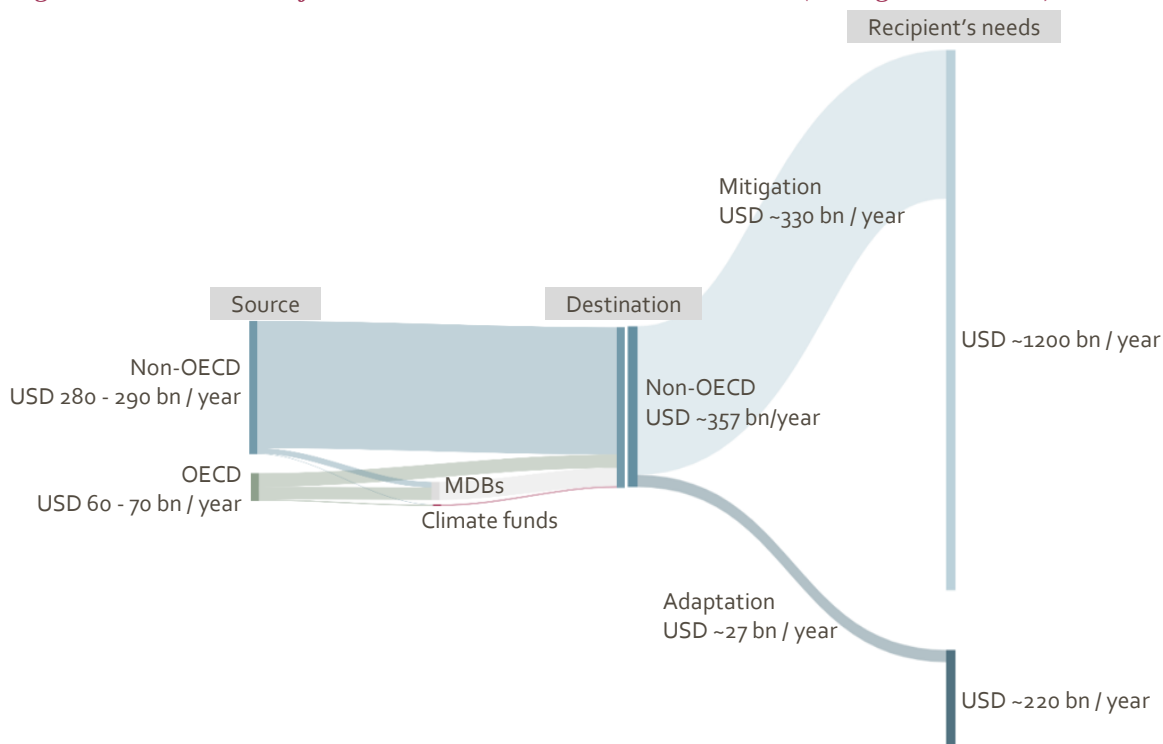 Recipient's needs
Mitigation
USD ~330 bn / year
Source
Destination
USD ~1200 bn / year
Non-OECD
USD 280 - 290 bn / year
Non-OECD
USD ~357 bn/year
OECD
USD 60 - 70 bn / year
MDBs
Climate funds
Adaptation
USD ~27 bn / year
USD ~220 bn / year